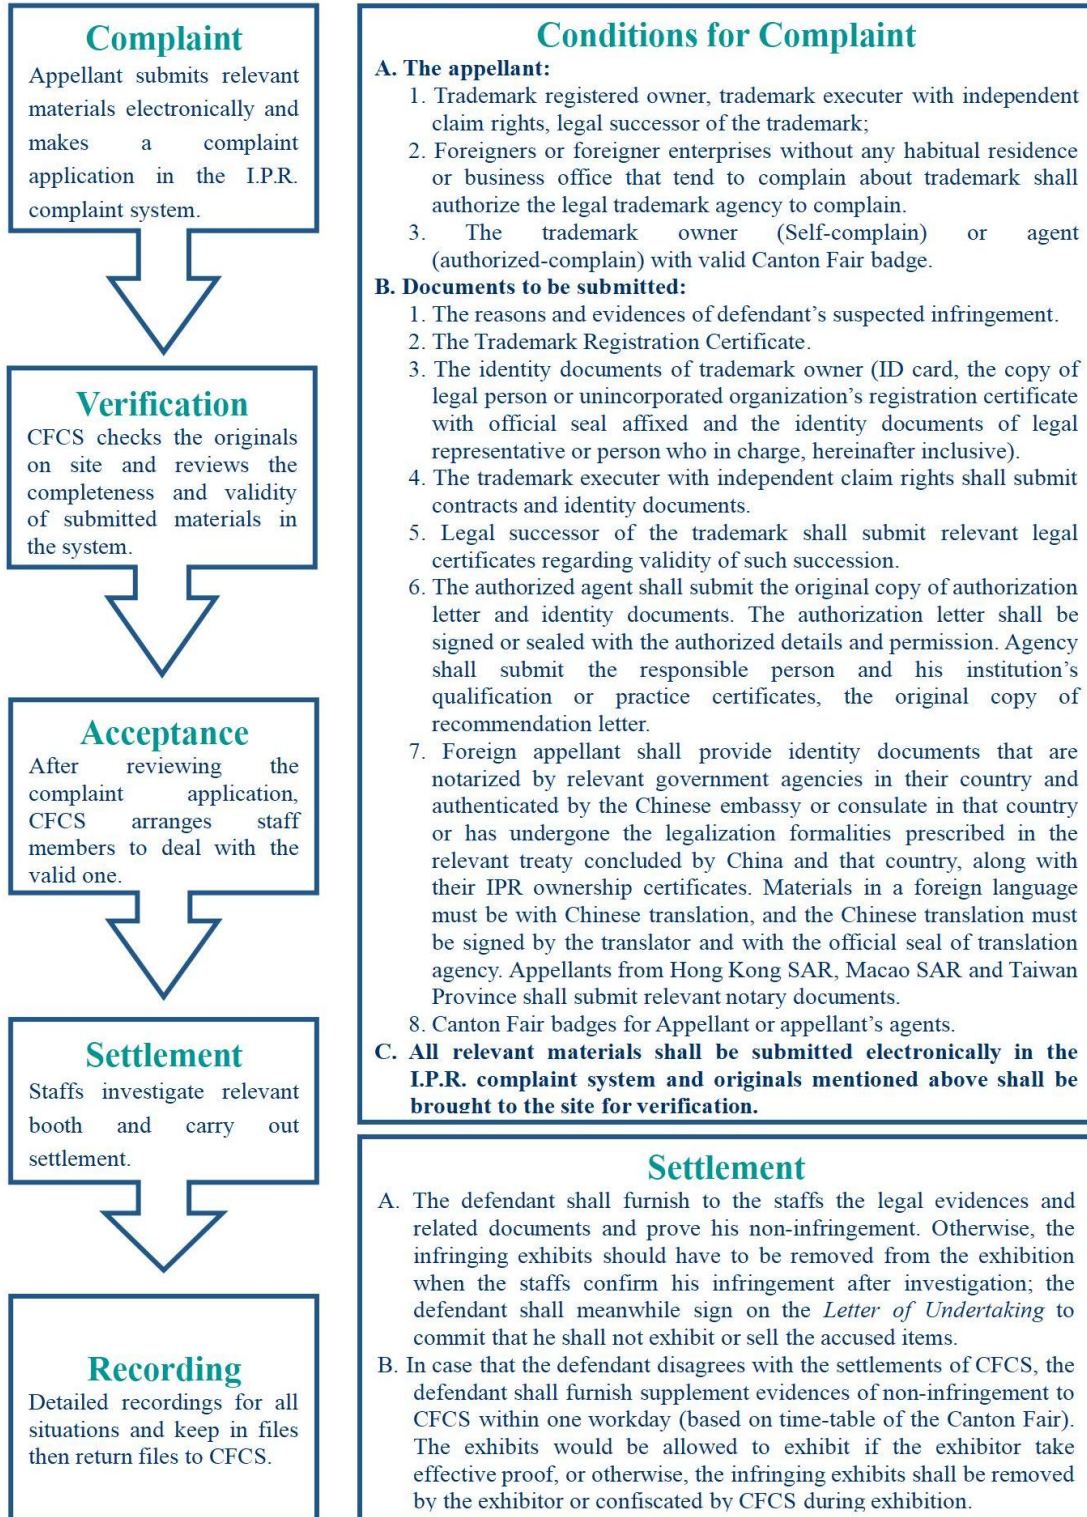 Complaint
Appellant submits relevant
materials electronically and
makes a complaint
application in the I.P.R.
complaint system.
Verification
CFCS checks the originals
on site and reviews the
completeness and validity
of submitted materials in
the system.
Acceptance
After reviewing the
complaint application,
CFCS arranges staff
members to deal with the
valid one.
Settlement
Staffs investigate relevant
booth and carry out
settlement.
Recording
Detailed recordings for all
situations and keep in files
then return files to CFCS.
Conditions for Complaint
A. The appellant:
1. Trademark registered owner, trademark executer with independent
claim rights, legal successor of the trademark;
2. Foreigners or foreigner enterprises without any habitual residence
or business office that tend to complain about trademark shall
authorize the legal trademark agency to complain.
3. The trademark owner (Self-complain) or agent
(authorized-complain) with valid Canton Fair badge.
B. Documents to be submitted:
1. The reasons and evidences of defendant’s suspected infringement.
2. The Trademark Registration Certificate.
3. The identity documents of trademark owner (ID card, the copy of
legal person or unincorporated organization’s registration certificate
with official seal affixed and the identity documents of legal
representative or person who in charge, hereinafter inclusive).
4. The trademark executer with independent claim rights shall submit
contracts and identity documents.
5. Legal successor of the trademark shall submit relevant legal
certificates regarding validity of such succession.
6. The authorized agent shall submit the original copy of authorization
letter and identity documents. The authorization letter shall be
signed or sealed with the authorized details and permission. Agency
shall submit the responsible person and his institution’s
qualification or practice certificates, the original copy of
recommendation letter.
7. Foreign appellant shall provide identity documents that are
notarized by relevant government agencies in their country and
authenticated by the Chinese embassy or consulate in that country
or has undergone the legalization formalities prescribed in the
relevant treaty concluded by China and that country, along with
their IPR ownership certificates. Materials in a foreign language
must be with Chinese translation, and the Chinese translation must
be signed by the translator and with the official seal of translation
agency. Appellants from Hong Kong SAR, Macao SAR and Taiwan
Province shall submit relevant notary documents.
8. Canton Fair badges for Appellant or appellant’s agents.
C. All relevant materials shall be submitted electronically in the
I.P.R. complaint system and originals mentioned above shall be
brought to the site for verification.
Settlement
A. The defendant shall furnish to the staffs the legal evidences and
related documents and prove his non-infringement. Otherwise, the
infringing exhibits should have to be removed from the exhibition
when the staffs confirm his infringement after investigation; the
defendant shall meanwhile sign on the Letter of Undertaking to
commit that he shall not exhibit or sell the accused items.
B. In case that the defendant disagrees with the settlements of CFCS, the
defendant shall furnish supplement evidences of non-infringement to
CFCS within one workday (based on time-table of the Canton Fair).
The exhibits would be allowed to exhibit if the exhibitor take
effective proof, or otherwise, the infringing exhibits shall be removed
by the exhibitor or confiscated by CFCS during exhibition.